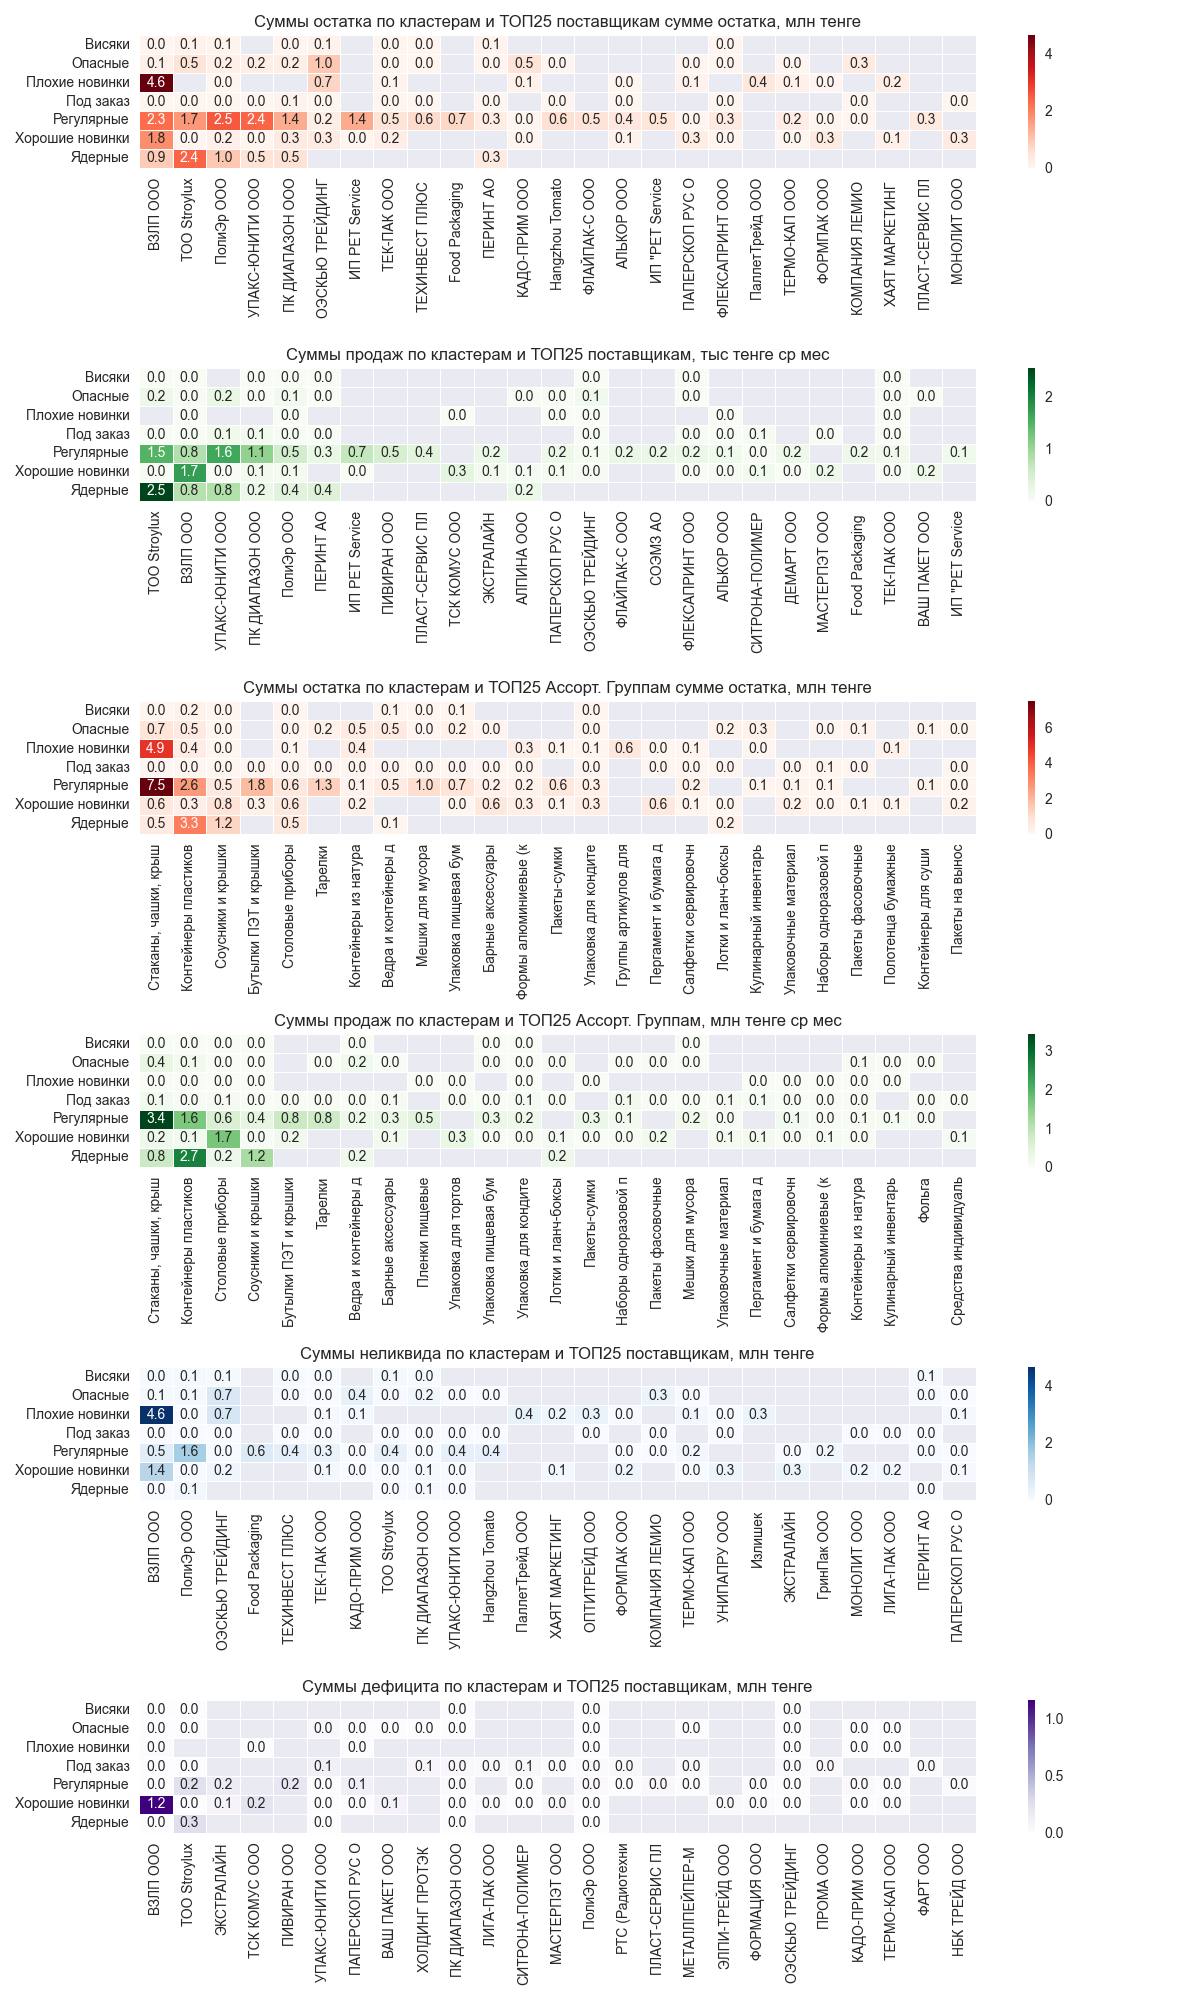 Суммы остатка по кластерам и ТОП25 поставщикам сумме остатка, млн тенге
Висяки 0.0 0.1 0.1 0.0 0.1 0.0 0.0 0.1 0.0
Опасные 0.1 0.5 0.2 0.2 0.2 1.0 0.0 0.0 0.0 0.5 0.0 0.0 0.0 0.0 0.3
Плохие новинки 4.6 0.0 0.7 0.1 0.1 0.0 0.1 0.4 0.1 0.0 0.2
Под заказ 0.0 0.0 0.0 0.0 0.1 0.0 0.0 0.0 0.0 0.0 0.0 0.0 0.0 0.0
Регулярные 2.3 1.7 2.5 2.4 1.4 0.2 1.4 0.5 0.6 0.7 0.3 0.0 0.6 0.5 0.4 0.5 0.0 0.3 0.2 0.0 0.0 0.3
Хорошие новинки 1.8 0.0 0.2 0.0 0.3 0.3 0.0 0.2 0.0 0.1 0.3 0.0 0.0 0.3 0.1 0.3
Ядерные 0.9 2.4 1.0 0.5 0.5 0.3
4
2
0
ВЗЛП ООО
ТОО Stroylux
ПолиЭр ООО
УПАКС-ЮНИТИ ООО
ПК ДИАПАЗОН ООО
ОЭСКЬЮ ТРЕЙДИНГ
ИП PET Service
ТЕК-ПАК ООО
ТЕХИНВЕСТ ПЛЮС
Food Packaging
ПЕРИНТ АО
КАДО-ПРИМ ООО
Hangzhou Tomato
ФЛАЙПАК-С ООО
АЛЬКОР ООО
ИП "PET Service
ПАПЕРСКОП РУС О
ФЛЕКСАПРИНТ ООО
ПаллетТрейд ООО
ТЕРМО-КАП ООО
ФОРМПАК ООО
КОМПАНИЯ ЛЕМИО
ХАЯТ МАРКЕТИНГ
ПЛАСТ-СЕРВИС ПЛ
МОНОЛИТ ООО
Суммы продаж по кластерам и ТОП25 поставщикам, тыс тенге ср мес
Висяки 0.0 0.0 0.0 0.0 0.0 0.0 0.0 0.0
Опасные 0.2 0.0 0.2 0.0 0.1 0.0 0.0 0.0 0.1 0.0 0.0 0.0
Плохие новинки 0.0 0.0 0.0 0.0 0.0 0.0 0.0
Под заказ 0.0 0.0 0.1 0.1 0.0 0.0 0.0 0.0 0.0 0.1 0.0 0.0
Регулярные 1.5 0.8 1.6 1.1 0.5 0.3 0.7 0.5 0.4 0.2 0.2 0.1 0.2 0.2 0.2 0.1 0.0 0.2 0.2 0.1 0.1
Хорошие новинки 0.0 1.7 0.0 0.1 0.1 0.0 0.3 0.1 0.1 0.1 0.0 0.0 0.0 0.1 0.0 0.2 0.0 0.2
Ядерные 2.5 0.8 0.8 0.2 0.4 0.4 0.2
2
1
0
ТОО Stroylux
ВЗЛП ООО
УПАКС-ЮНИТИ ООО
ПК ДИАПАЗОН ООО
ПолиЭр ООО
ПЕРИНТ АО
ИП PET Service
ПИВИРАН ООО
ПЛАСТ-СЕРВИС ПЛ
ТСК КОМУС ООО
ЭКСТРАЛАЙН
АЛПИНА ООО
ПАПЕРСКОП РУС О
ОЭСКЬЮ ТРЕЙДИНГ
ФЛАЙПАК-С ООО
СОЭМЗ АО
ФЛЕКСАПРИНТ ООО
АЛЬКОР ООО
СИТРОНА-ПОЛИМЕР
ДЕМАРТ ООО
МАСТЕРПЭТ ООО
Food Packaging
ТЕК-ПАК ООО
ВАШ ПАКЕТ ООО
ИП "PET Service
Суммы остатка по кластерам и ТОП25 Ассорт. Группам сумме остатка, млн тенге
Висяки 0.0 0.2 0.0 0.0 0.1 0.0 0.1 0.0
Опасные 0.7 0.5 0.0 0.0 0.2 0.5 0.5 0.0 0.2 0.0 0.0 0.2 0.3 0.0 0.1 0.1 0.0
Плохие новинки 4.9 0.4 0.0 0.1 0.4 0.3 0.1 0.1 0.6 0.0 0.1 0.0 0.1
Под заказ 0.0 0.0 0.0 0.0 0.0 0.0 0.0 0.0 0.0 0.0 0.0 0.0 0.0 0.0 0.0 0.0 0.0 0.0 0.1 0.0 0.0
Регулярные 7.5 2.6 0.5 1.8 0.6 1.3 0.1 0.5 1.0 0.7 0.2 0.2 0.6 0.3 0.2 0.1 0.1 0.1 0.1 0.0
Хорошие новинки 0.6 0.3 0.8 0.3 0.6 0.2 0.0 0.6 0.3 0.1 0.3 0.6 0.1 0.0 0.2 0.0 0.1 0.1 0.2
Ядерные 0.5 3.3 1.2 0.5 0.1 0.2
6
4
2
0
Стаканы, чашки, крыш
Контейнеры пластиков
Соусники и крышки
Бутылки ПЭТ и крышки
Столовые приборы
Тарелки
Контейнеры из натура
Ведра и контейнеры д
Мешки для мусора
Упаковка пищевая бум
Барные аксессуары
Формы алюминиевые (к
Пакеты-сумки
Упаковка для кондите
Группы артикулов для
Пергамент и бумага д
Салфетки сервировочн
Лотки и ланч-боксы
Кулинарный инвентарь
Упаковочные материал
Наборы одноразовой п
Пакеты фасовочные
Полотенца бумажные
Контейнеры для суши
Пакеты на вынос
Суммы продаж по кластерам и ТОП25 Ассорт. Группам, млн тенге ср мес
Висяки 0.0 0.0 0.0 0.0 0.0 0.0 0.0 0.0
Опасные 0.4 0.1 0.0 0.0 0.0 0.2 0.0 0.0 0.0 0.0 0.0 0.0 0.0 0.1 0.0 0.0
Плохие новинки 0.0 0.0 0.0 0.0 0.0 0.0 0.0 0.0 0.0 0.0 0.0 0.0 0.0
Под заказ 0.1 0.0 0.1 0.0 0.0 0.0 0.0 0.1 0.0 0.0 0.1 0.0 0.1 0.0 0.0 0.1 0.1 0.0 0.0 0.0 0.0 0.0 0.0
Регулярные 3.4 1.6 0.6 0.4 0.8 0.8 0.2 0.3 0.5 0.3 0.2 0.3 0.1 0.2 0.0 0.1 0.0 0.1 0.1 0.0
Хорошие новинки 0.2 0.1 1.7 0.0 0.2 0.1 0.3 0.0 0.0 0.1 0.0 0.0 0.2 0.1 0.1 0.0 0.1 0.0 0.1
Ядерные 0.8 2.7 0.2 1.2 0.2 0.2
3
2
1
0
Стаканы, чашки, крыш
Контейнеры пластиков
Столовые приборы
Соусники и крышки
Бутылки ПЭТ и крышки
Тарелки
Ведра и контейнеры д
Барные аксессуары
Пленки пищевые
Упаковка для тортов
Упаковка пищевая бум
Упаковка для кондите
Лотки и ланч-боксы
Пакеты-сумки
Наборы одноразовой п
Пакеты фасовочные
Мешки для мусора
Упаковочные материал
Пергамент и бумага д
Салфетки сервировочн
Формы алюминиевые (к
Контейнеры из натура
Кулинарный инвентарь
Фольга
Средства индивидуаль
Суммы неликвида по кластерам и ТОП25 поставщикам, млн тенге
Висяки 0.0 0.1 0.1 0.0 0.0 0.1 0.0 0.1
Опасные 0.1 0.1 0.7 0.0 0.0 0.4 0.0 0.2 0.0 0.0 0.3 0.0 0.0 0.0
Плохие новинки 4.6 0.0 0.7 0.1 0.1 0.4 0.2 0.3 0.0 0.1 0.0 0.3 0.1
Под заказ 0.0 0.0 0.0 0.0 0.0 0.0 0.0 0.0 0.0 0.0 0.0 0.0 0.0 0.0 0.0
Регулярные 0.5 1.6 0.0 0.6 0.4 0.3 0.0 0.4 0.0 0.4 0.4 0.0 0.0 0.2 0.0 0.2 0.0 0.0
Хорошие новинки 1.4 0.0 0.2 0.1 0.0 0.0 0.1 0.0 0.1 0.2 0.0 0.3 0.3 0.2 0.2 0.1
Ядерные 0.0 0.1 0.0 0.1 0.0 0.0
4
2
0
ВЗЛП ООО
ПолиЭр ООО
ОЭСКЬЮ ТРЕЙДИНГ
Food Packaging
ТЕХИНВЕСТ ПЛЮС
ТЕК-ПАК ООО
КАДО-ПРИМ ООО
ТОО Stroylux
ПК ДИАПАЗОН ООО
УПАКС-ЮНИТИ ООО
Hangzhou Tomato
ПаллетТрейд ООО
ХАЯТ МАРКЕТИНГ
ОПТИТРЕЙД ООО
ФОРМПАК ООО
КОМПАНИЯ ЛЕМИО
ТЕРМО-КАП ООО
УНИПАПРУ ООО
Излишек
ЭКСТРАЛАЙН
ГринПак ООО
МОНОЛИТ ООО
ЛИГА-ПАК ООО
ПЕРИНТ АО
ПАПЕРСКОП РУС О
Суммы дефицита по кластерам и ТОП25 поставщикам, млн тенге
Висяки 0.0 0.0 0.0 0.0 0.0
Опасные 0.0 0.0 0.0 0.0 0.0 0.0 0.0 0.0 0.0 0.0 0.0 0.0
Плохие новинки 0.0 0.0 0.0 0.0 0.0 0.0 0.0
Под заказ 0.1 0.1 0.0 0.0 0.1 0.0 0.0 0.0 0.0 0.0 0.0 0.0
Регулярные 0.0 0.2 0.2 0.2 0.1 0.0 0.0 0.0 0.0 0.0 0.0 0.0 0.0 0.0 0.0 0.0
Хорошие новинки 1.2 0.0 0.1 0.2 0.0 0.0 0.1 0.0 0.0 0.0 0.0 0.0 0.0 0.0 0.0 0.0 0.0
Ядерные 0.0 0.3 0.0 0.0 0.0
1.0
0.5
0.0
ВЗЛП ООО
ТОО Stroylux
ЭКСТРАЛАЙН
ТСК КОМУС ООО
ПИВИРАН ООО
УПАКС-ЮНИТИ ООО
ПАПЕРСКОП РУС О
ВАШ ПАКЕТ ООО
ХОЛДИНГ ПРОТЭК
ПК ДИАПАЗОН ООО
ЛИГА-ПАК ООО
СИТРОНА-ПОЛИМЕР
МАСТЕРПЭТ ООО
ПолиЭр ООО
РТС (Радиотехни
ПЛАСТ-СЕРВИС ПЛ
МЕТАЛЛПЕЙПЕР-М
ЭЛПИ-ТРЕЙД ООО
ФОРМАЦИЯ ООО
ОЭСКЬЮ ТРЕЙДИНГ
ПРОМА ООО
КАДО-ПРИМ ООО
ТЕРМО-КАП ООО
ФАРТ ООО
НБК ТРЕЙД ООО